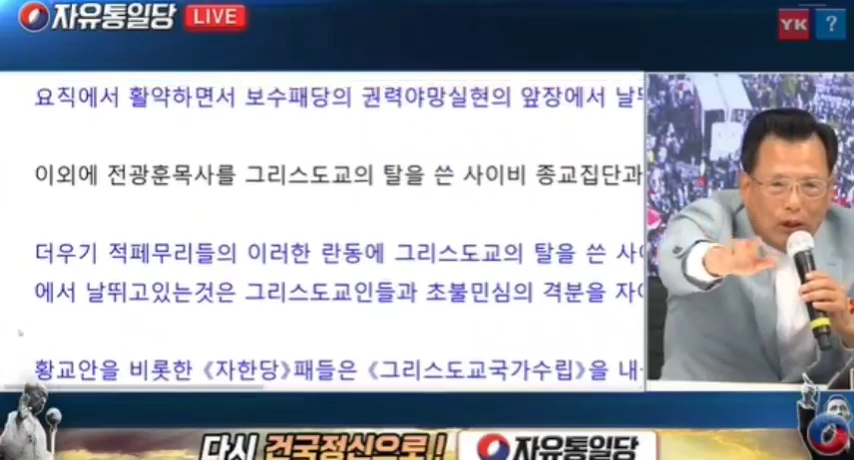 자유통일당 LIVE
YK ?
요직에서 활약하면서 보수패당의 권력야망실현의 앞장에서
이외에 전광훈목사를 그리스도교의 탈을 쓴 사이비 종교집단과
더우기 적페무리들의 이러한 란동에 그리스도교의 탈을 쓴
에서 날뛰고있는것은 그리스도교인들과 초불민심의 격분을
황교안을 비롯한 《자한당》패들은 《그리스도교국가수립》을
다시 건국정신으로! 자유통일당